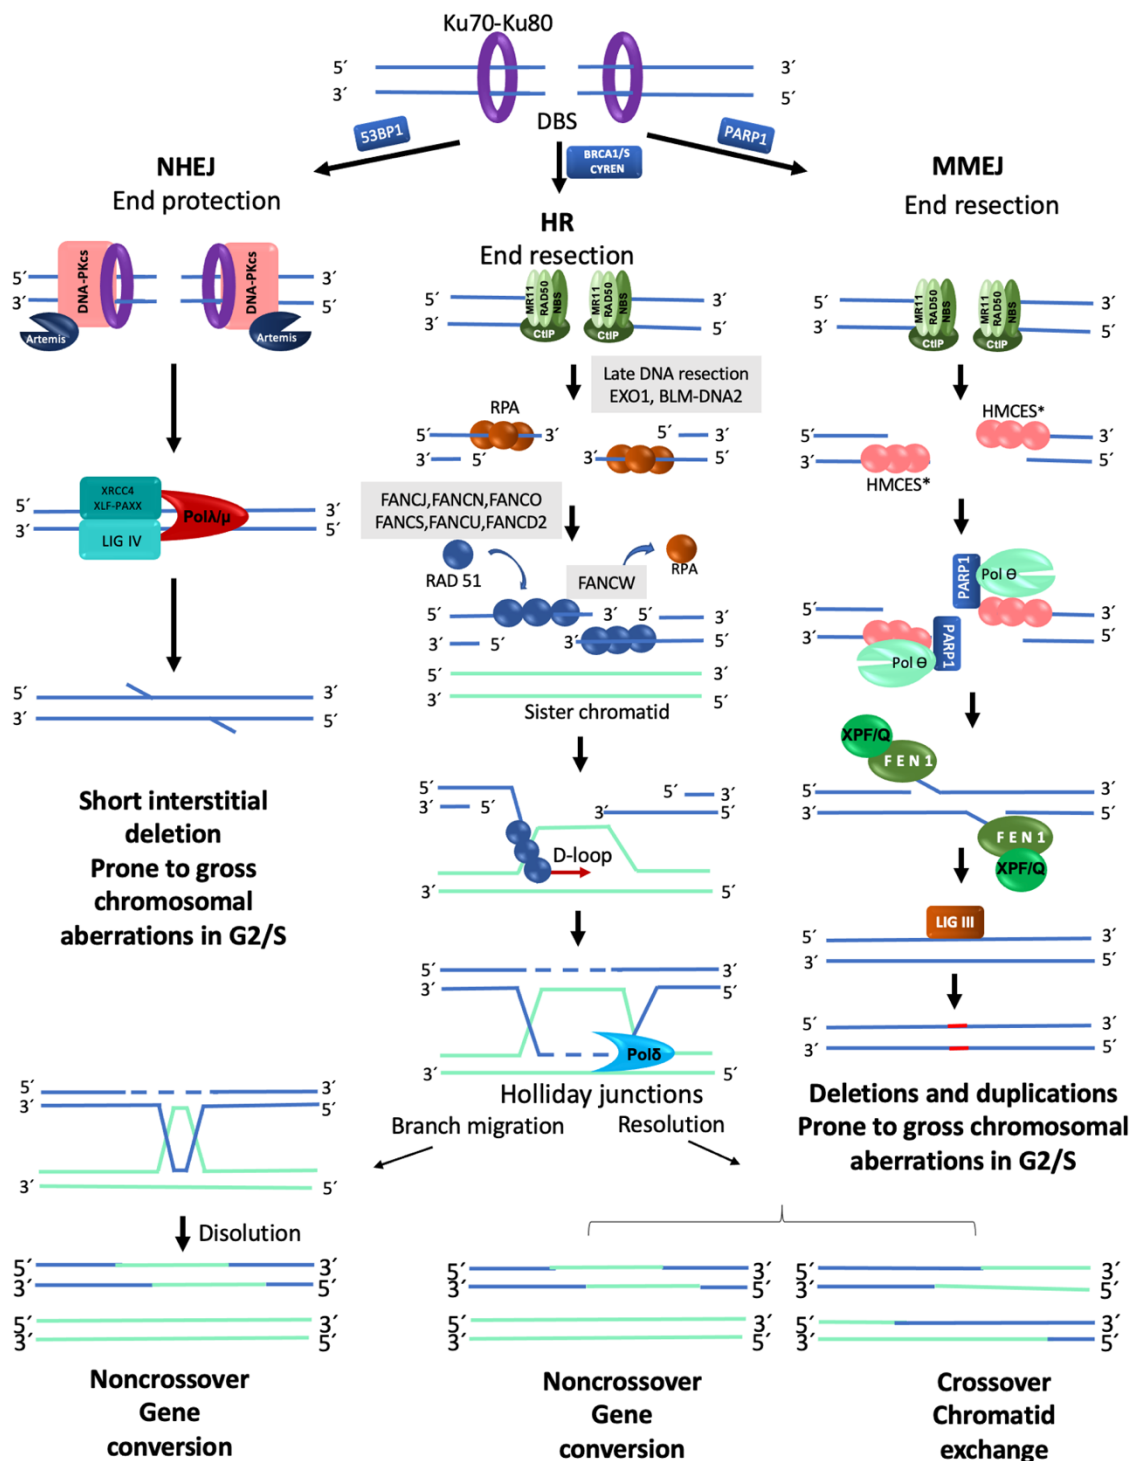 Ku70-Ku80
5´ 3´
3´ 5´
DBS
53BP1
BRCA1/S
CYREN
PARP1
NHEJ
End protection
HR
End resection
MMEJ
End resection
5´ DNA-PKcs DNA-PKcs 3´
3´ 5´
Artemis Artemis
5´ MR11 RAD50 NBS MR11 RAD50 NBS
3´ CtIP CtIP 5´
5´ MR11 RAD50 NBS MR11 RAD50 NBS 3´
3´ CtIP CtIP 5´
Late DNA resection
EXO1, BLM-DNA2
RPA
5´ 3´ 5´ 3´
3´ 5´ 3´ 5´
HMCES*
5´ 3´
3´ 5´
HMCES*
XRCC4
XLF-PAXX
LIG IV
Polλ/μ
5´ 3´
3´ 5´
FANCJ,FANCN,FANCO
FANCS,FANCU,FANCD2
RAD 51
FANCW
RPA
5´ 3´ 5´ 3´
3´ 5´ 3´ 5´
5´ 3´
3´ 5´
Sister chromatid
PARP1
Pol Ɵ
5´ 3´
3´ 5´
PARP1
Pol Ɵ
5´ 3´
3´ 5´
Short interstitial
deletion
Prone to gross
chromosomal
aberrations in G2/S
5´ 5´ 3´
3´ 5´ 3´ 5´
D-loop
5´ 3´
3´ 5´
XPF/Q
F E N 1
5´ 3´
3´ 5´
F E N 1
XPF/Q
LIG III
5´ 3´
3´ 5´
5´ 3´
3´ 5´
5´ 3´
3´ 5´
Polδ
5´ 3´
3´ 5´
Holliday junctions
Branch migration Resolution
Deletions and duplications
Prone to gross chromosomal
aberrations in G2/S
5´ 3´
3´ 5´
3´ 5´
Disolution
5´ 3´
3´ 5´
5´ 3´
3´ 5´
Noncrossover
Gene
conversion
5´ 3´
3´ 5´
5´ 3´
3´ 5´
Noncrossover
Gene
conversion
5´ 3´
3´ 5´
5´ 3´
3´ 5´
Crossover
Chromatid
exchange